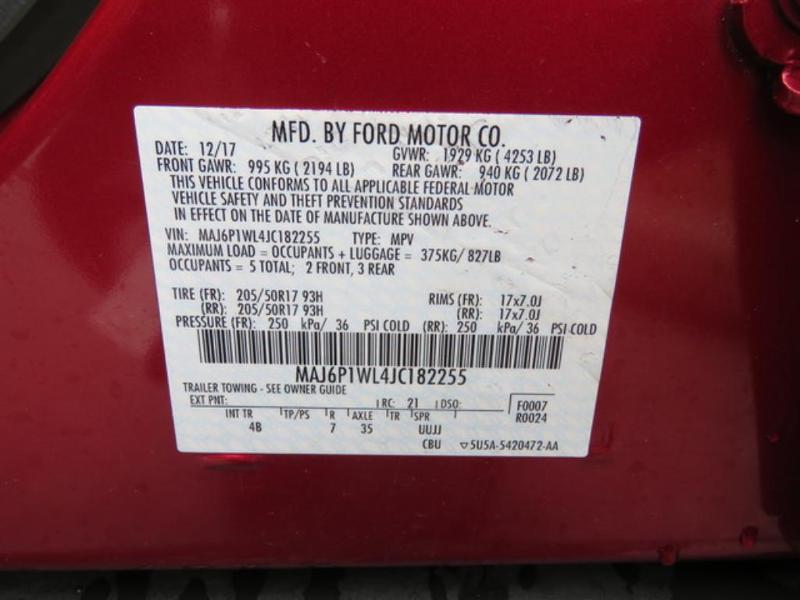 MFD. BY FORD MOTOR CO.
DATE: 12/17 GVWR: 1929 KG ( 4253 LB)
FRONT GAWR: 995 KG ( 2194 LB) REAR GAWR: 940 KG ( 2072 LB)
THIS VEHICLE CONFORMS TO ALL APPLICABLE FEDERAL MOTOR
VEHICLE SAFETY AND THEFT PREVENTION STANDARDS
IN EFFECT ON THE DATE OF MANUFACTURE SHOWN ABOVE.
VIN: MAJ6P1WL4JC182255 TYPE: MPV
MAXIMUM LOAD = OCCUPANTS + LUGGAGE = 375KG/ 827LB
OCCUPANTS = 5 TOTAL; 2 FRONT, 3 REAR
TIRE (FR): 205/50R17 93H RIMS (FR): 17x7.0J
(RR): 205/50R17 93H (RR): 17x7.0J
PRESSURE (FR): 250 kPa/ 36 PSI COLD (RR): 250 kPa/ 36 PSI COLD
MAJ6P1WL4JC182255
TRAILER TOWING - SEE OWNER GUIDE
EXT PNT: RC: 21 DSO: F0007
INT TR TP/PS R AXLE TR SPR R0024
4B 7 35 UUJJ
CBU 5U5A-5420472-AA